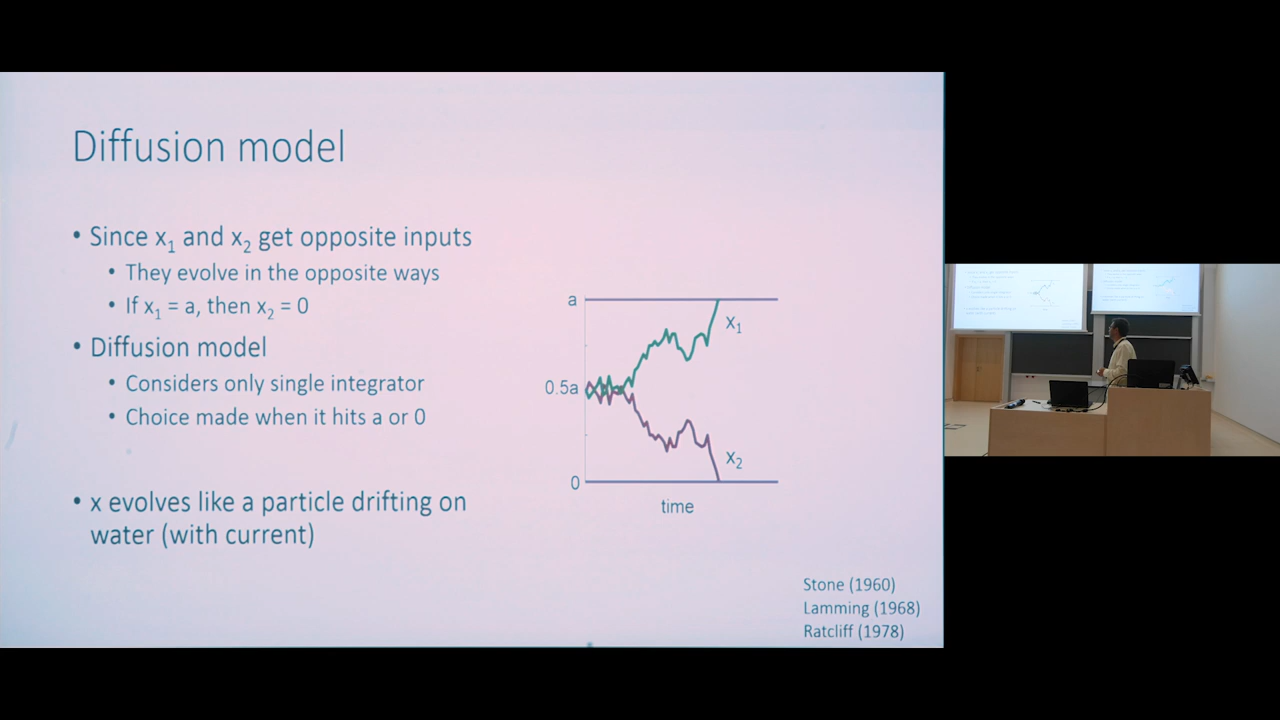 Diffusion model
• Since x₁ and x₂ get opposite inputs
• They evolve in the opposite ways
• If x₁ = a, then x₂ = 0
• Diffusion model
• Considers only single integrator
• Choice made when it hits a or 0
• x evolves like a particle drifting on
water (with current)
a
x₁
0.5a
x₂
0
time
Stone (1960)
Lamming (1968)
Ratcliff (1978)